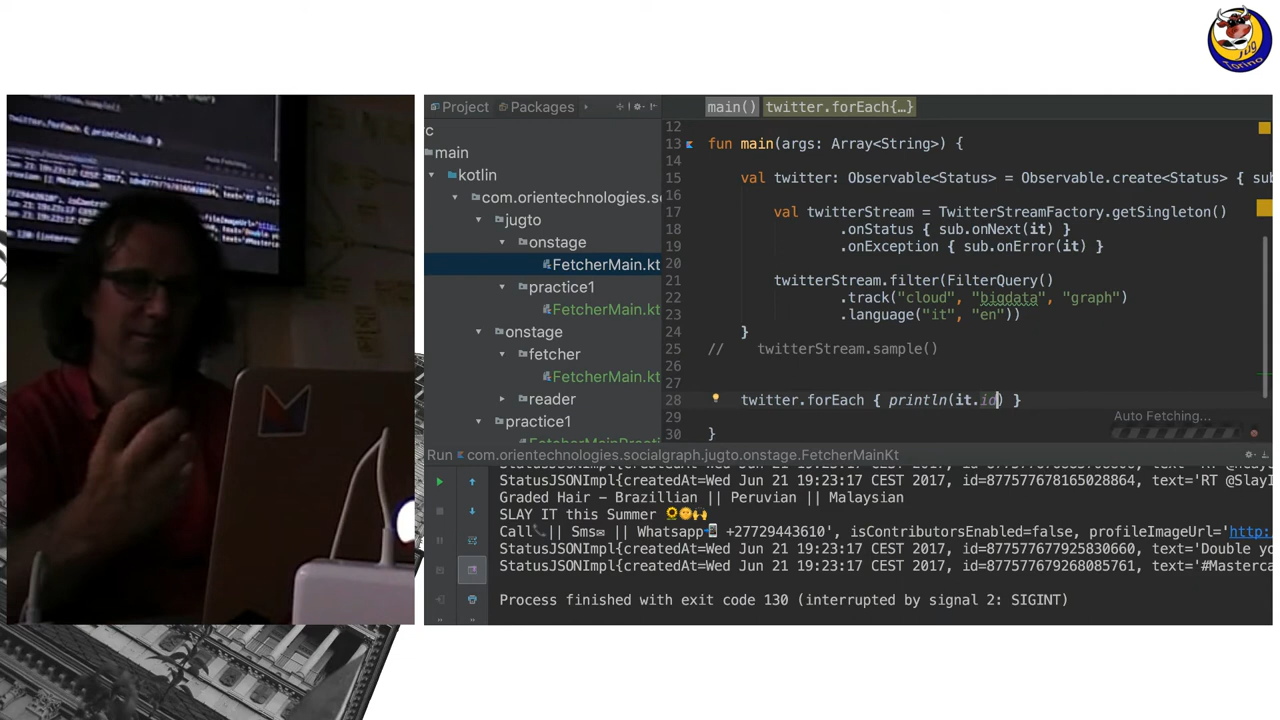 jug
Torino
Project
Packages
main()
twitter.forEach{…}
rc
main
kotlin
com.orientechnologies.s
jugto
onstage
FetcherMain.kt
practice1
FetcherMain.kt
onstage
fetcher
FetcherMain.kt
reader
practice1
12
13 fun main(args: Array<String>) {
14
15 val twitter: Observable<Status> = Observable.create<Status> { sub
16
17 val twitterStream = TwitterStreamFactory.getSingleton()
18 .onStatus { sub.onNext(it) }
19 .onException { sub.onError(it) }
20
21 twitterStream.filter(FilterQuery()
22 .track("cloud", "bigdata", "graph")
23 .language("it", "en"))
24 }
25 // twitterStream.sample()
26
27
28 twitter.forEach { println(it.id) }
29
30 }
Auto Fetching...
Run com.orientechnologies.socialgraph.jugto.onstage.FetcherMainKt
StatusJSONImpl{createdAt=Wed Jun 21 19:23:17 CEST 2017, id=877577678165028864, text='RT @SlayI
Graded Hair – Brazillian || Peruvian || Malaysian
SLAY IT this Summer 🌻🌞🙌
Call📞|| Sms✉ || Whatsapp📲 +27729443610', isContributorsEnabled=false, profileImageUrl='http:
StatusJSONImpl{createdAt=Wed Jun 21 19:23:17 CEST 2017, id=877577677925830660, text='Double yo
StatusJSONImpl{createdAt=Wed Jun 21 19:23:17 CEST 2017, id=877577679268085761, text='#Masterca
Process finished with exit code 130 (interrupted by signal 2: SIGINT)